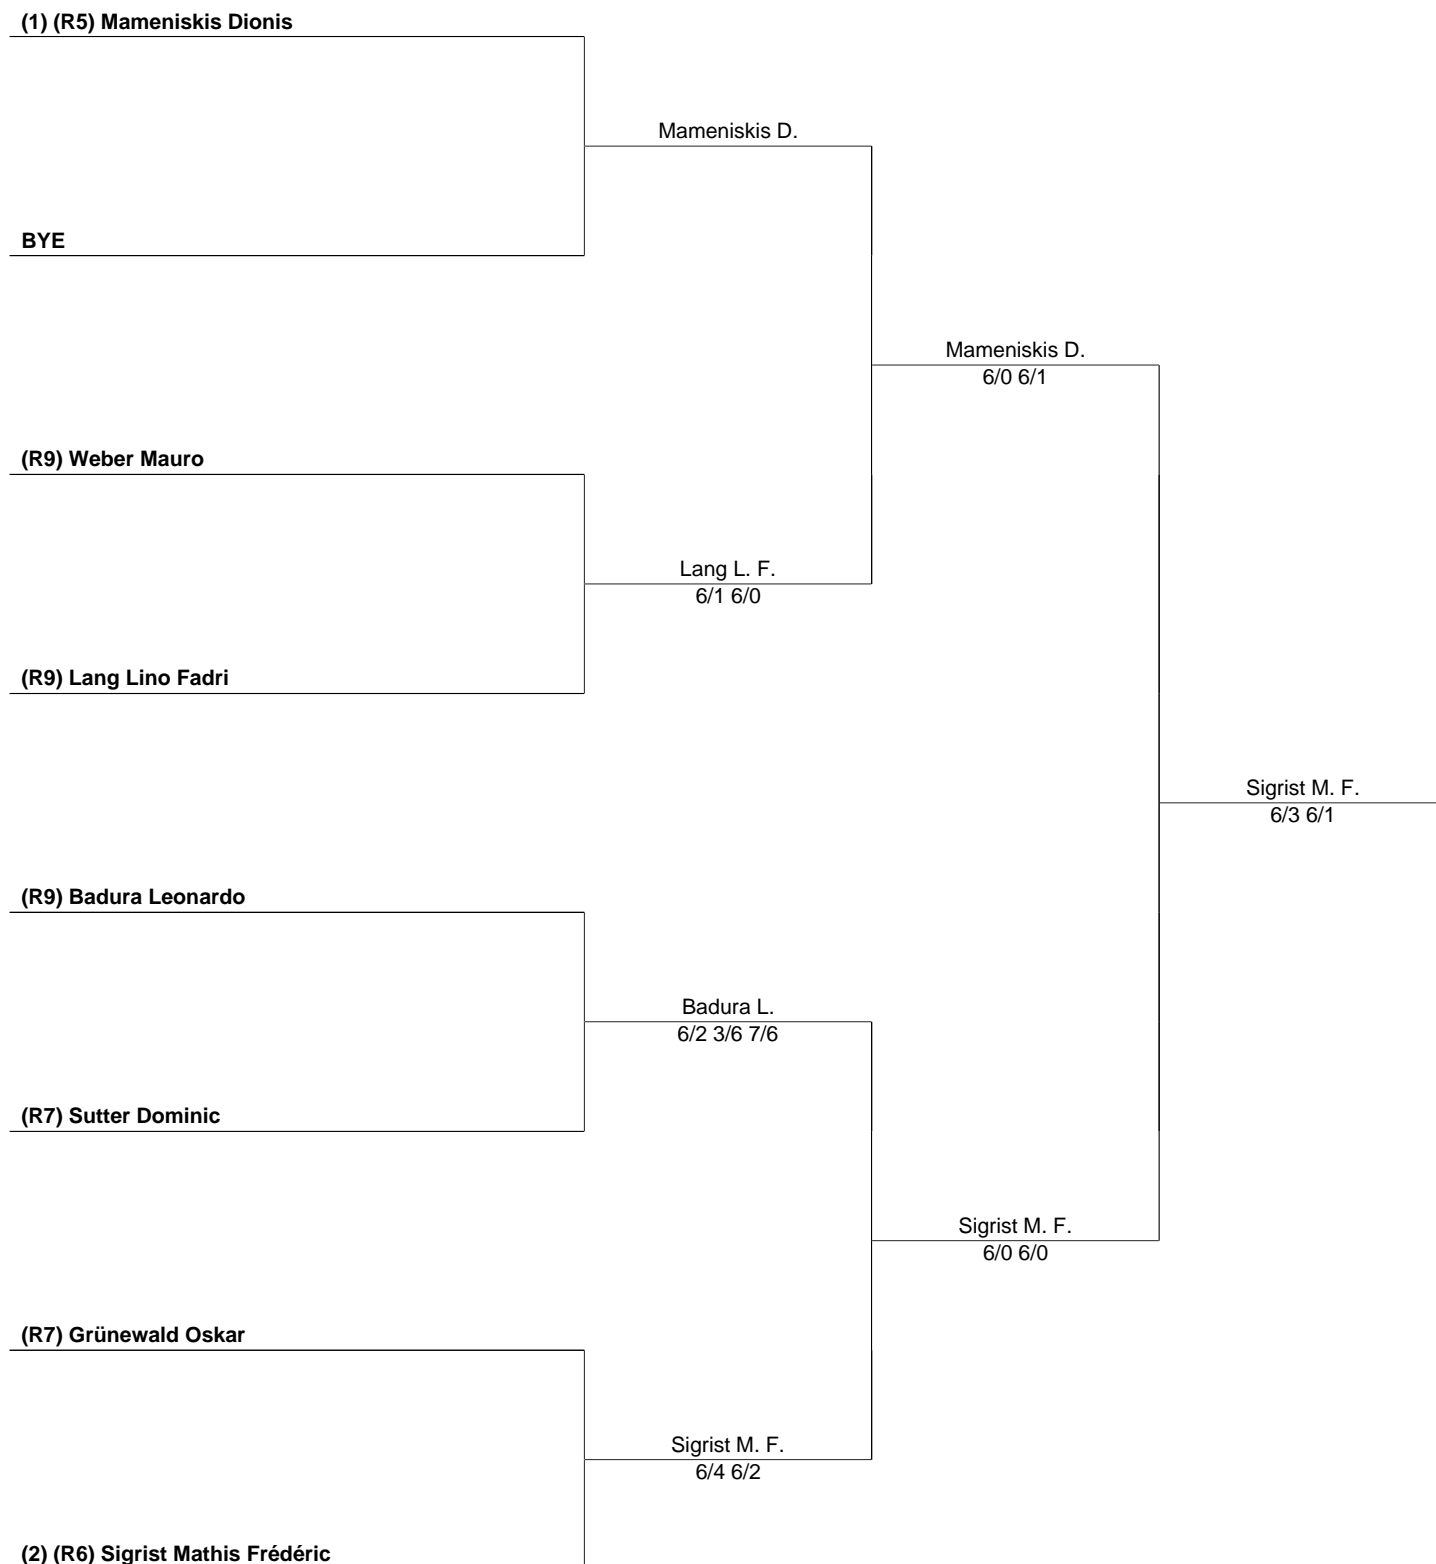 (1) (R5) Mameniskis Dionis
Mameniskis D.
BYE
Mameniskis D.
6/0 6/1
(R9) Weber Mauro
Lang L. F.
6/1 6/0
(R9) Lang Lino Fadri
Sigrist M. F.
6/3 6/1
(R9) Badura Leonardo
Badura L.
6/2 3/6 7/6
(R7) Sutter Dominic
Sigrist M. F.
6/0 6/0
(R7) Grünewald Oskar
Sigrist M. F.
6/4 6/2
(2) (R6) Sigrist Mathis Frédéric